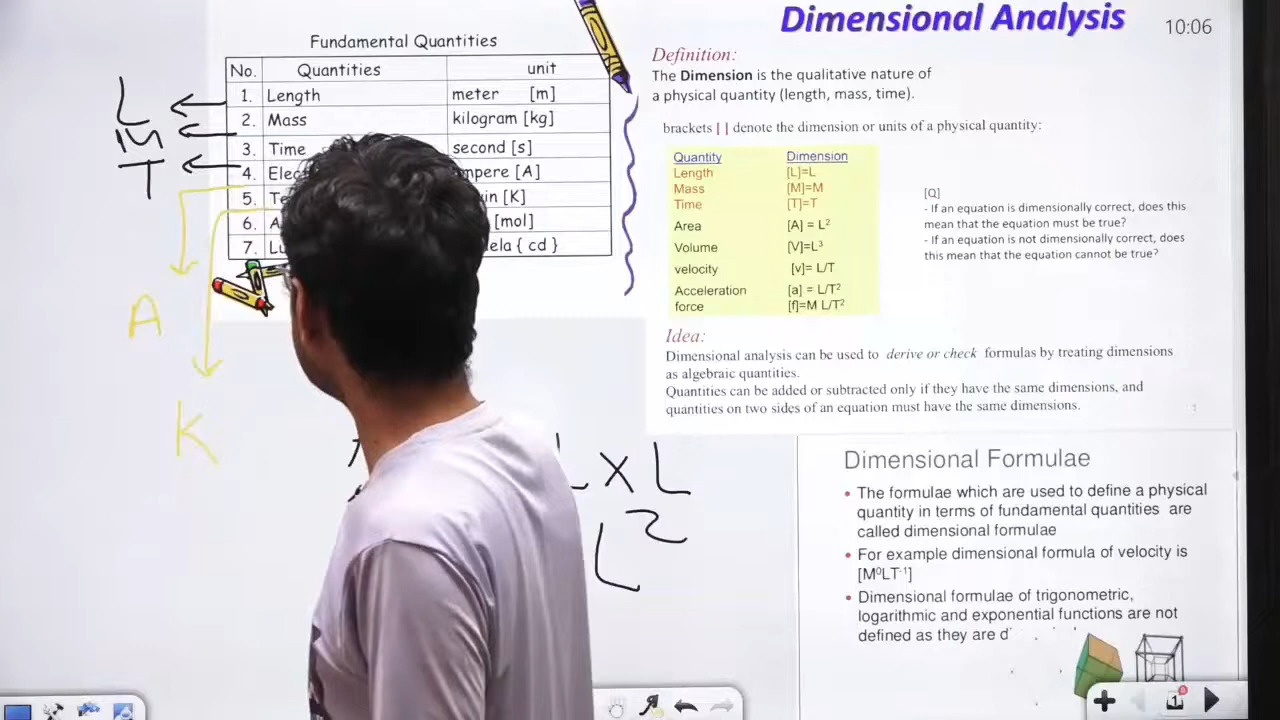 Dimensional Analysis
10:06
Fundamental Quantities
No. Quantities unit
1. Length meter [m]
2. Mass kilogram [kg]
3. Time second [s]
4. [A]
5. [K]
6. [mol]
7. { cd }
L
M
T
A
K
L X L
L²
Definition:
The Dimension is the qualitative nature of
a physical quantity (length, mass, time).
brackets [ ] denote the dimension or units of a physical quantity:
Quantity Dimension
Length [L]=L
Mass [M]=M
Time [T]=T
Area [A] = L²
Volume [V]=L³
velocity [v]= L/T
Acceleration [a] = L/T²
force [f]=M L/T²
[Q]
- If an equation is dimensionally correct, does this
mean that the equation must be true?
- If an equation is not dimensionally correct, does
this mean that the equation cannot be true?
Idea:
Dimensional analysis can be used to derive or check formulas by treating dimensions
as algebraic quantities.
Quantities can be added or subtracted only if they have the same dimensions, and
quantities on two sides of an equation must have the same dimensions.
Dimensional Formulae
• The formulae which are used to define a physical
quantity in terms of fundamental quantities are
called dimensional formulae
• For example dimensional formula of velocity is
[M⁰LT⁻¹]
• Dimensional formulae of trigonometric,
logarithmic and exponential functions are not
defined as they are